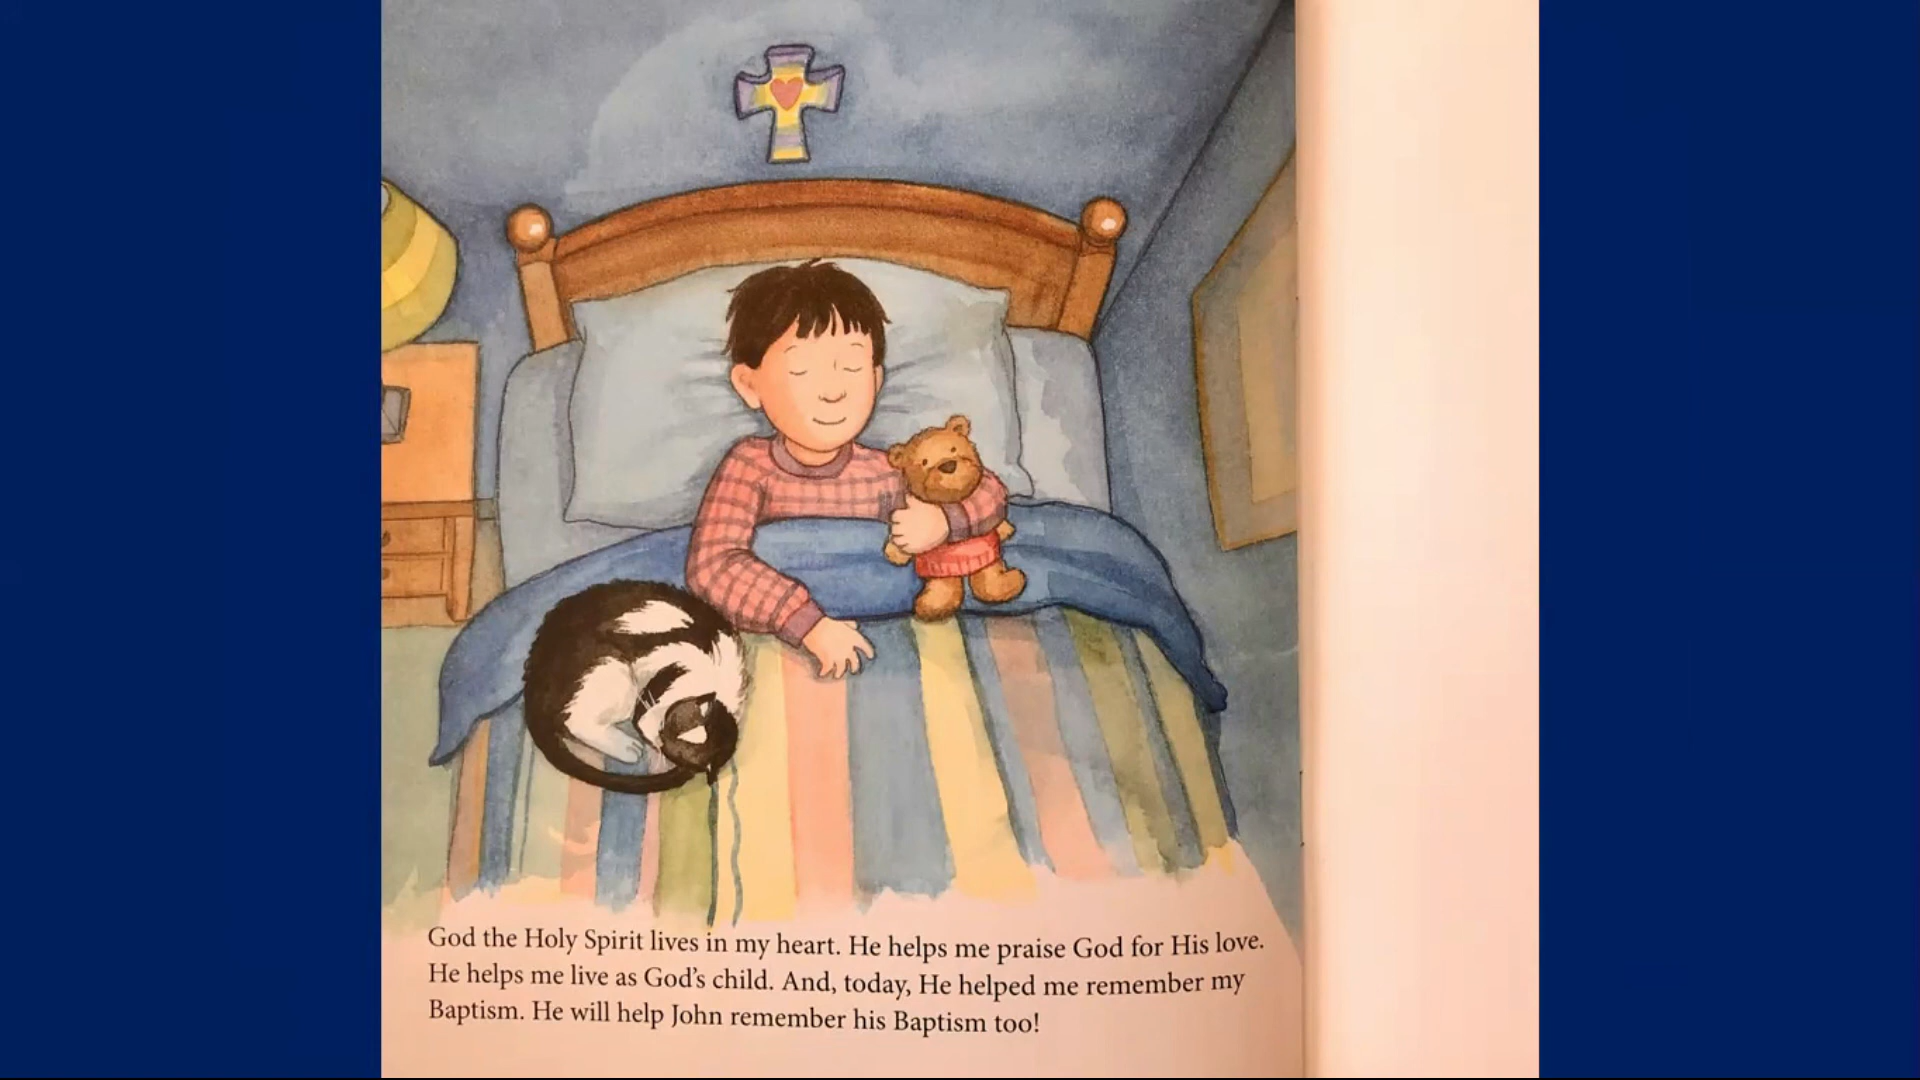 God the Holy Spirit lives in my heart. He helps me praise God for His love.
He helps me live as God's child. And, today, He helped me remember my
Baptism. He will help John remember his Baptism too!